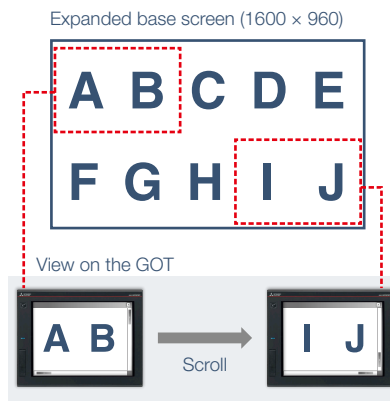 Expanded base screen (1600 × 960)
A B C D E
F G H I J
View on the GOT
A B
Scroll
I J